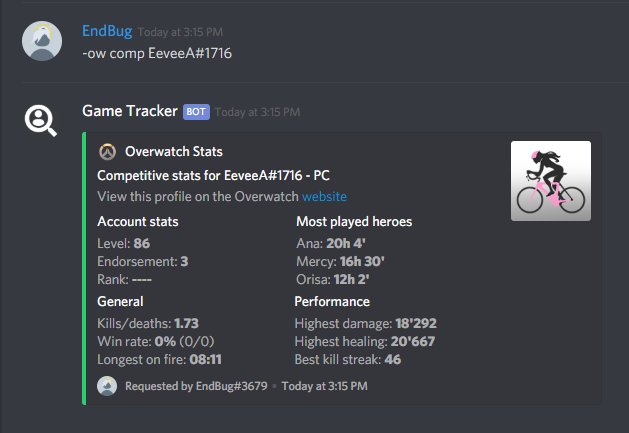 EndBug Today at 3:15 PM
-ow comp EeveeA#1716
Game Tracker BOT Today at 3:15 PM
Overwatch Stats
Competitive stats for EeveeA#1716 - PC
View this profile on the Overwatch website
Account stats
Level: 86
Endorsement: 3
Rank: ----
Most played heroes
Ana: 20h 4'
Mercy: 16h 30'
Orisa: 12h 2'
General
Kills/deaths: 1.73
Win rate: 0% (0/0)
Longest on fire: 08:11
Performance
Highest damage: 18'292
Highest healing: 20'667
Best kill streak: 46
Requested by EndBug#3679 • Today at 3:15 PM